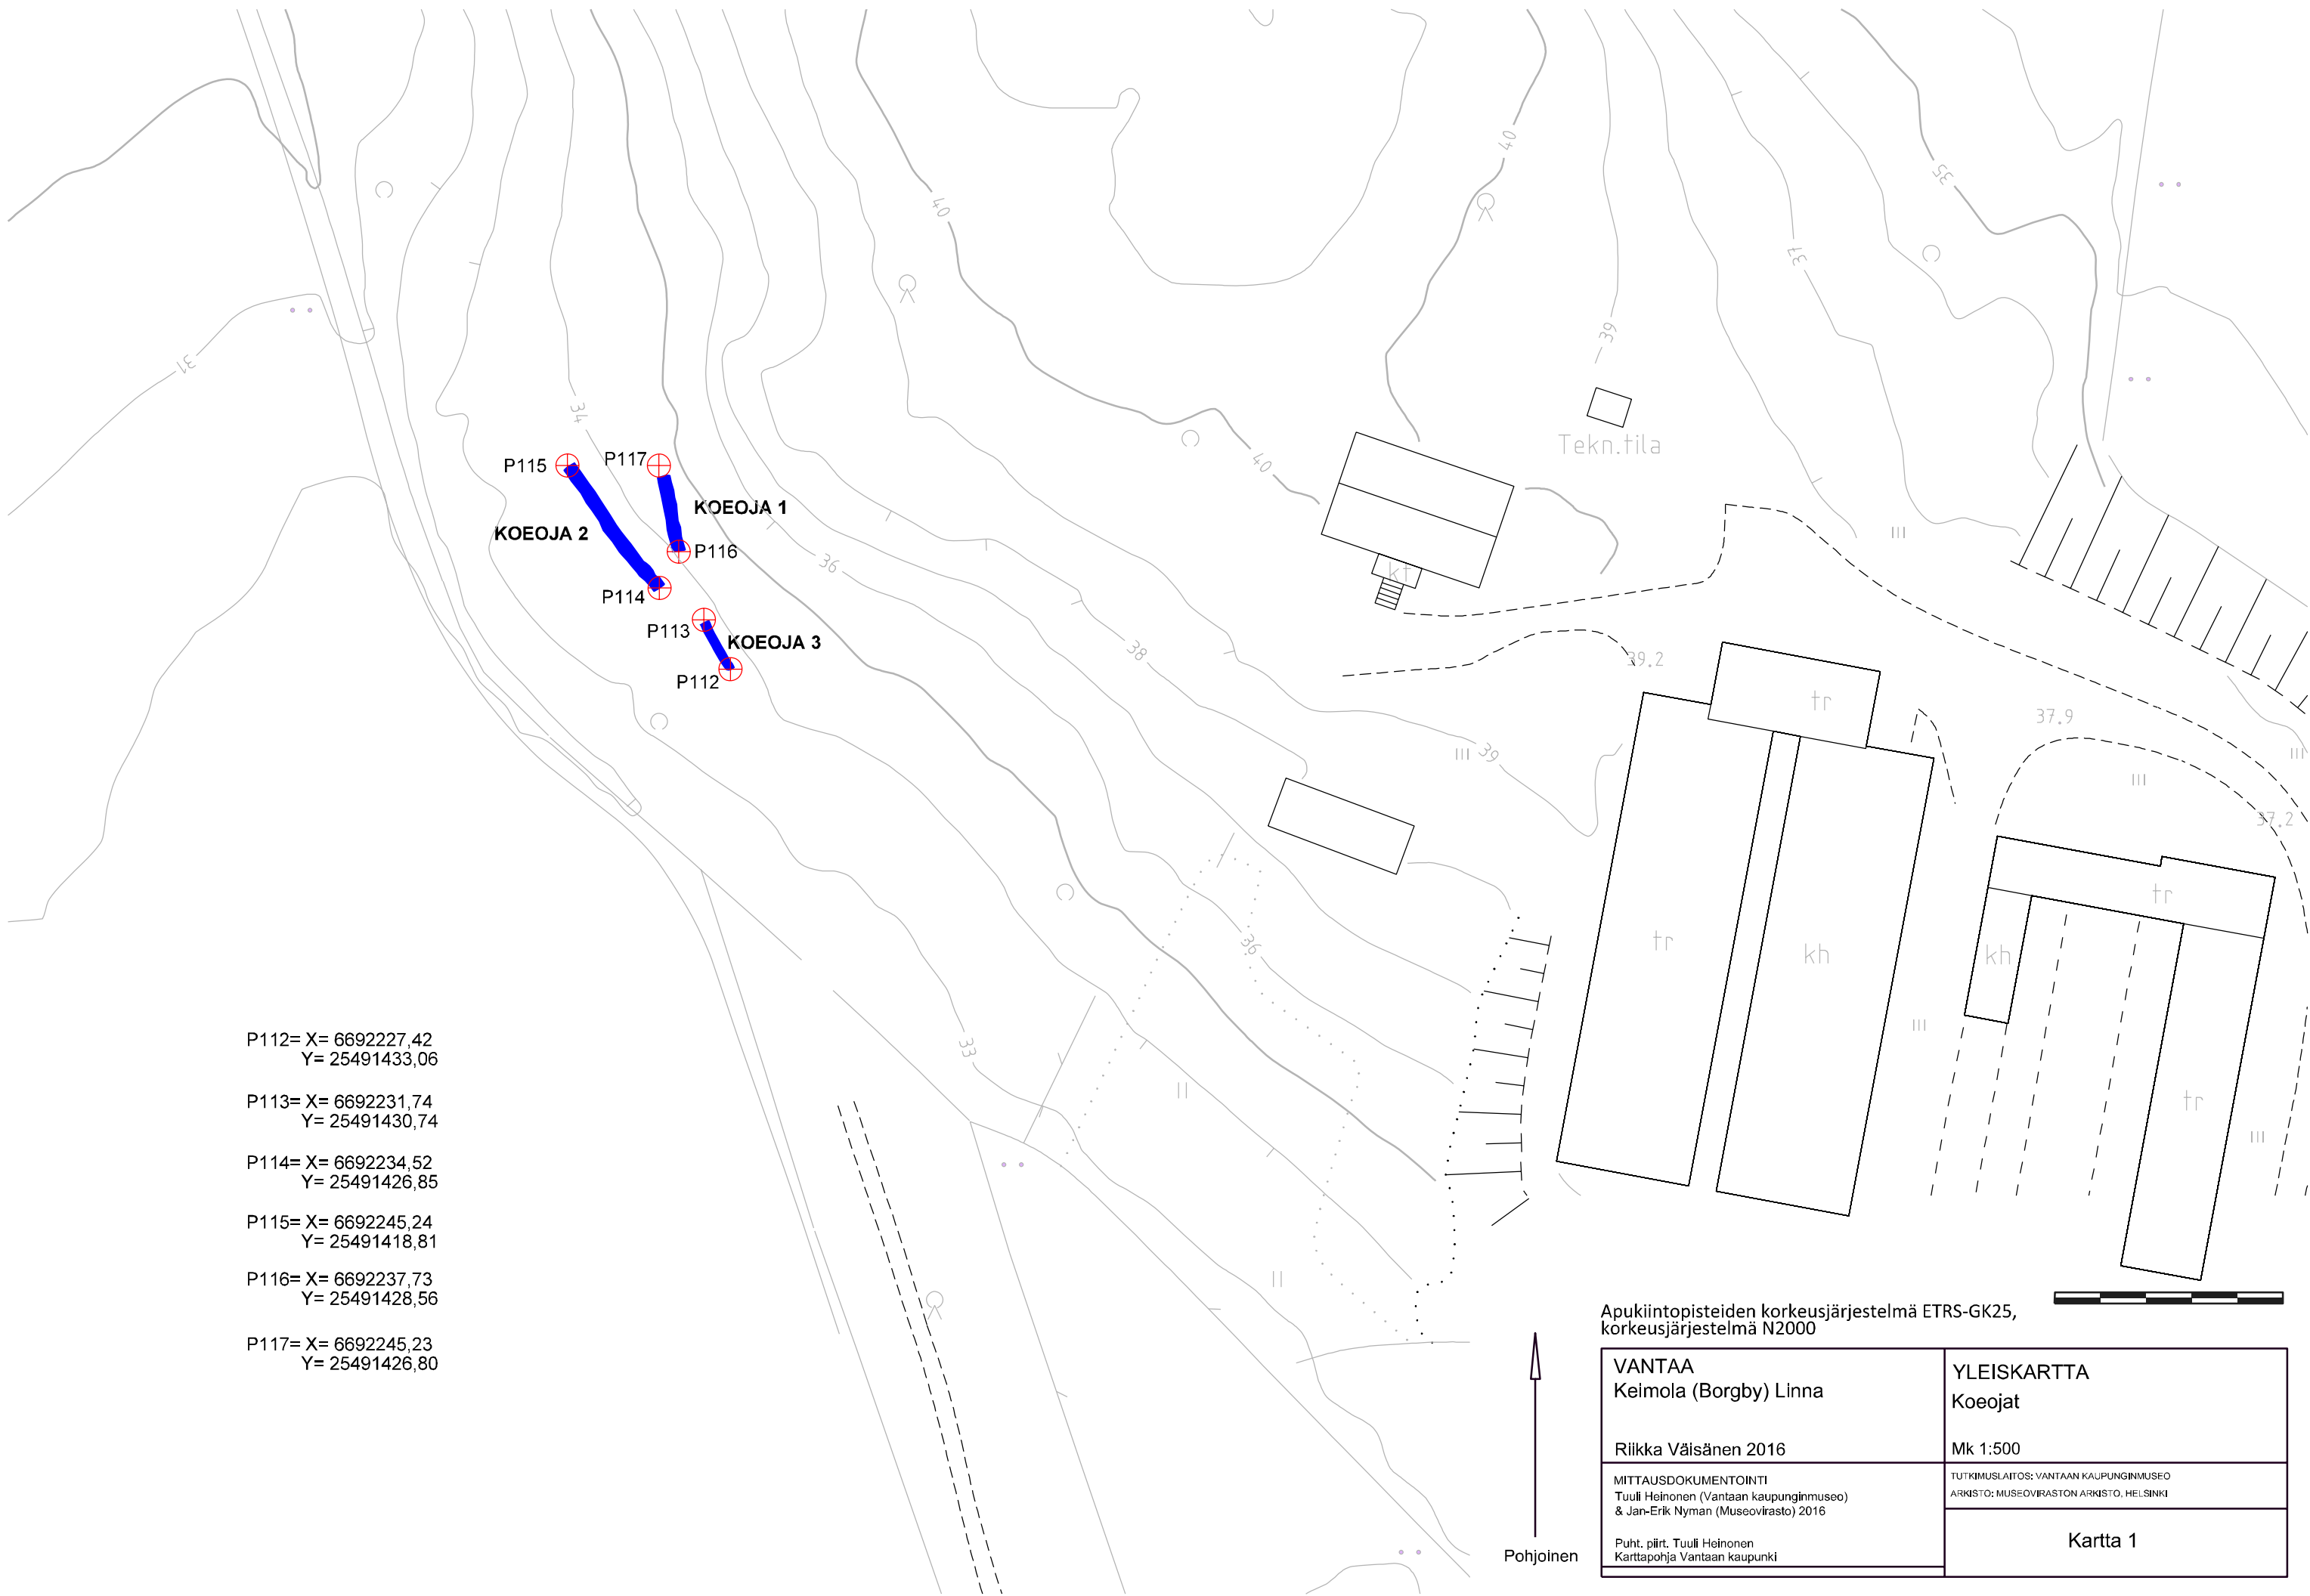 40
40
35
40
37
39
31
34
Tekn.tila
P115
P117
KOEOJA 1
KOEOJA 2
P116
36
kt
P114
P113
KOEOJA 3
38
39.2
P112
tr
37.9
39
37.2
tr
tr
kh
kh
36
33
tr
P112= X= 6692227,42
Y= 25491433,06
P113= X= 6692231,74
Y= 25491430,74
P114= X= 6692234,52
Y= 25491426,85
P115= X= 6692245,24
Y= 25491418,81
P116= X= 6692237,73
Y= 25491428,56
P117= X= 6692245,23
Y= 25491426,80
Apukiintopisteiden korkeusjärjestelmä ETRS-GK25,
korkeusjärjestelmä N2000
VANTAA
Keimola (Borgby) Linna
Riikka Väisänen 2016
YLEISKARTTA
Koeojat
Mk 1:500
MITTAUSDOKUMENTOINTI
Tuuli Heinonen (Vantaan kaupunginmuseo)
& Jan-Erik Nyman (Museovirasto) 2016
Puht. piirt. Tuuli Heinonen
Karttapohja Vantaan kaupunki
TUTKIMUSLAITOS: VANTAAN KAUPUNGINMUSEO
ARKISTO: MUSEOVIRASTON ARKISTO, HELSINKI
Kartta 1
Pohjoinen